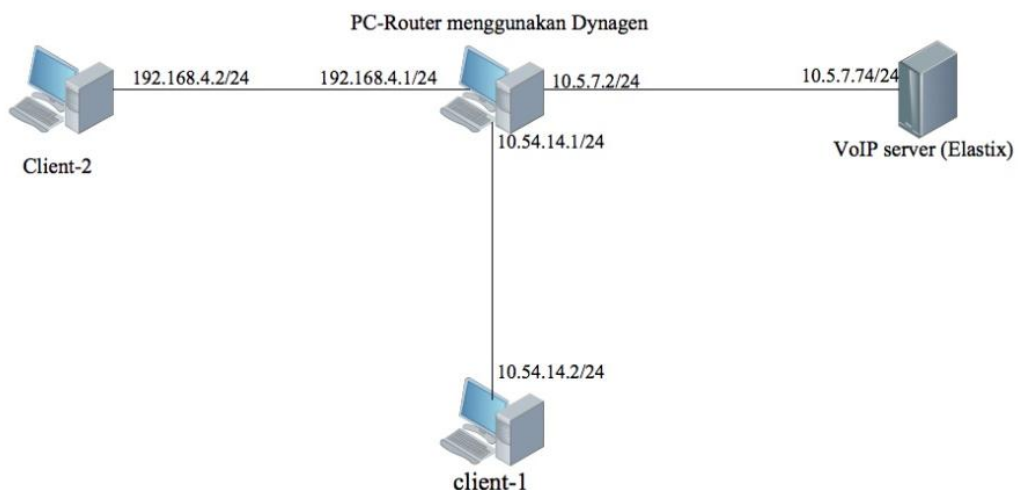 PC-Router menggunakan Dynagen
192.168.4.2/24
192.168.4.1/24
10.5.7.2/24
10.5.7.74/24
10.54.14.1/24
Client-2
VoIP server (Elastix)
10.54.14.2/24
client-1